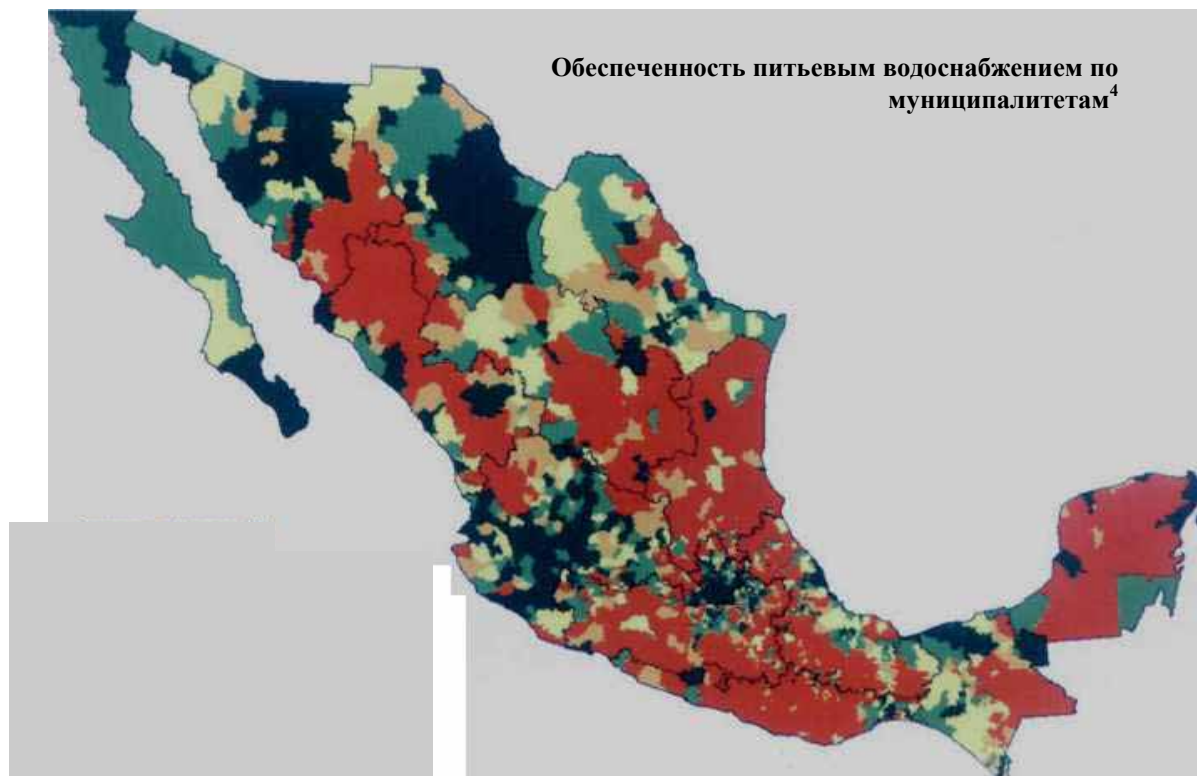 Обеспеченность питьевым водоснабжением по
муниципалитетам⁴